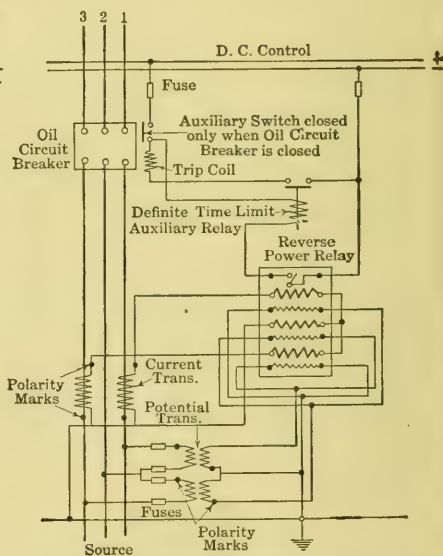 3 2 1
D. C. Control
+
-
Fuse
Auxiliary Switch closed
only when Oil Circuit
Breaker is closed
Oil
Circuit
Breaker
Trip Coil
Definite Time Limit
Auxiliary Relay
Reverse
Power Relay
Current
Trans.
Polarity
Marks
Potential
Trans.
Fuses
Polarity
Marks
Source